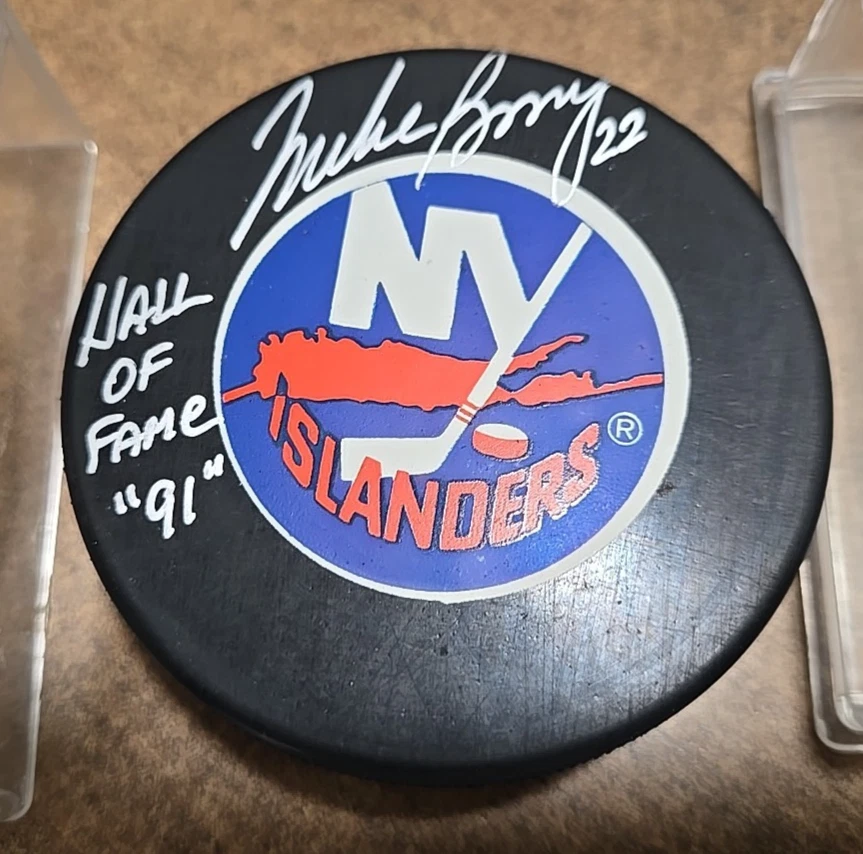 Mike Bossy 22
HALL
OF
FAMe
"91"
NY
ISLANDERS ®